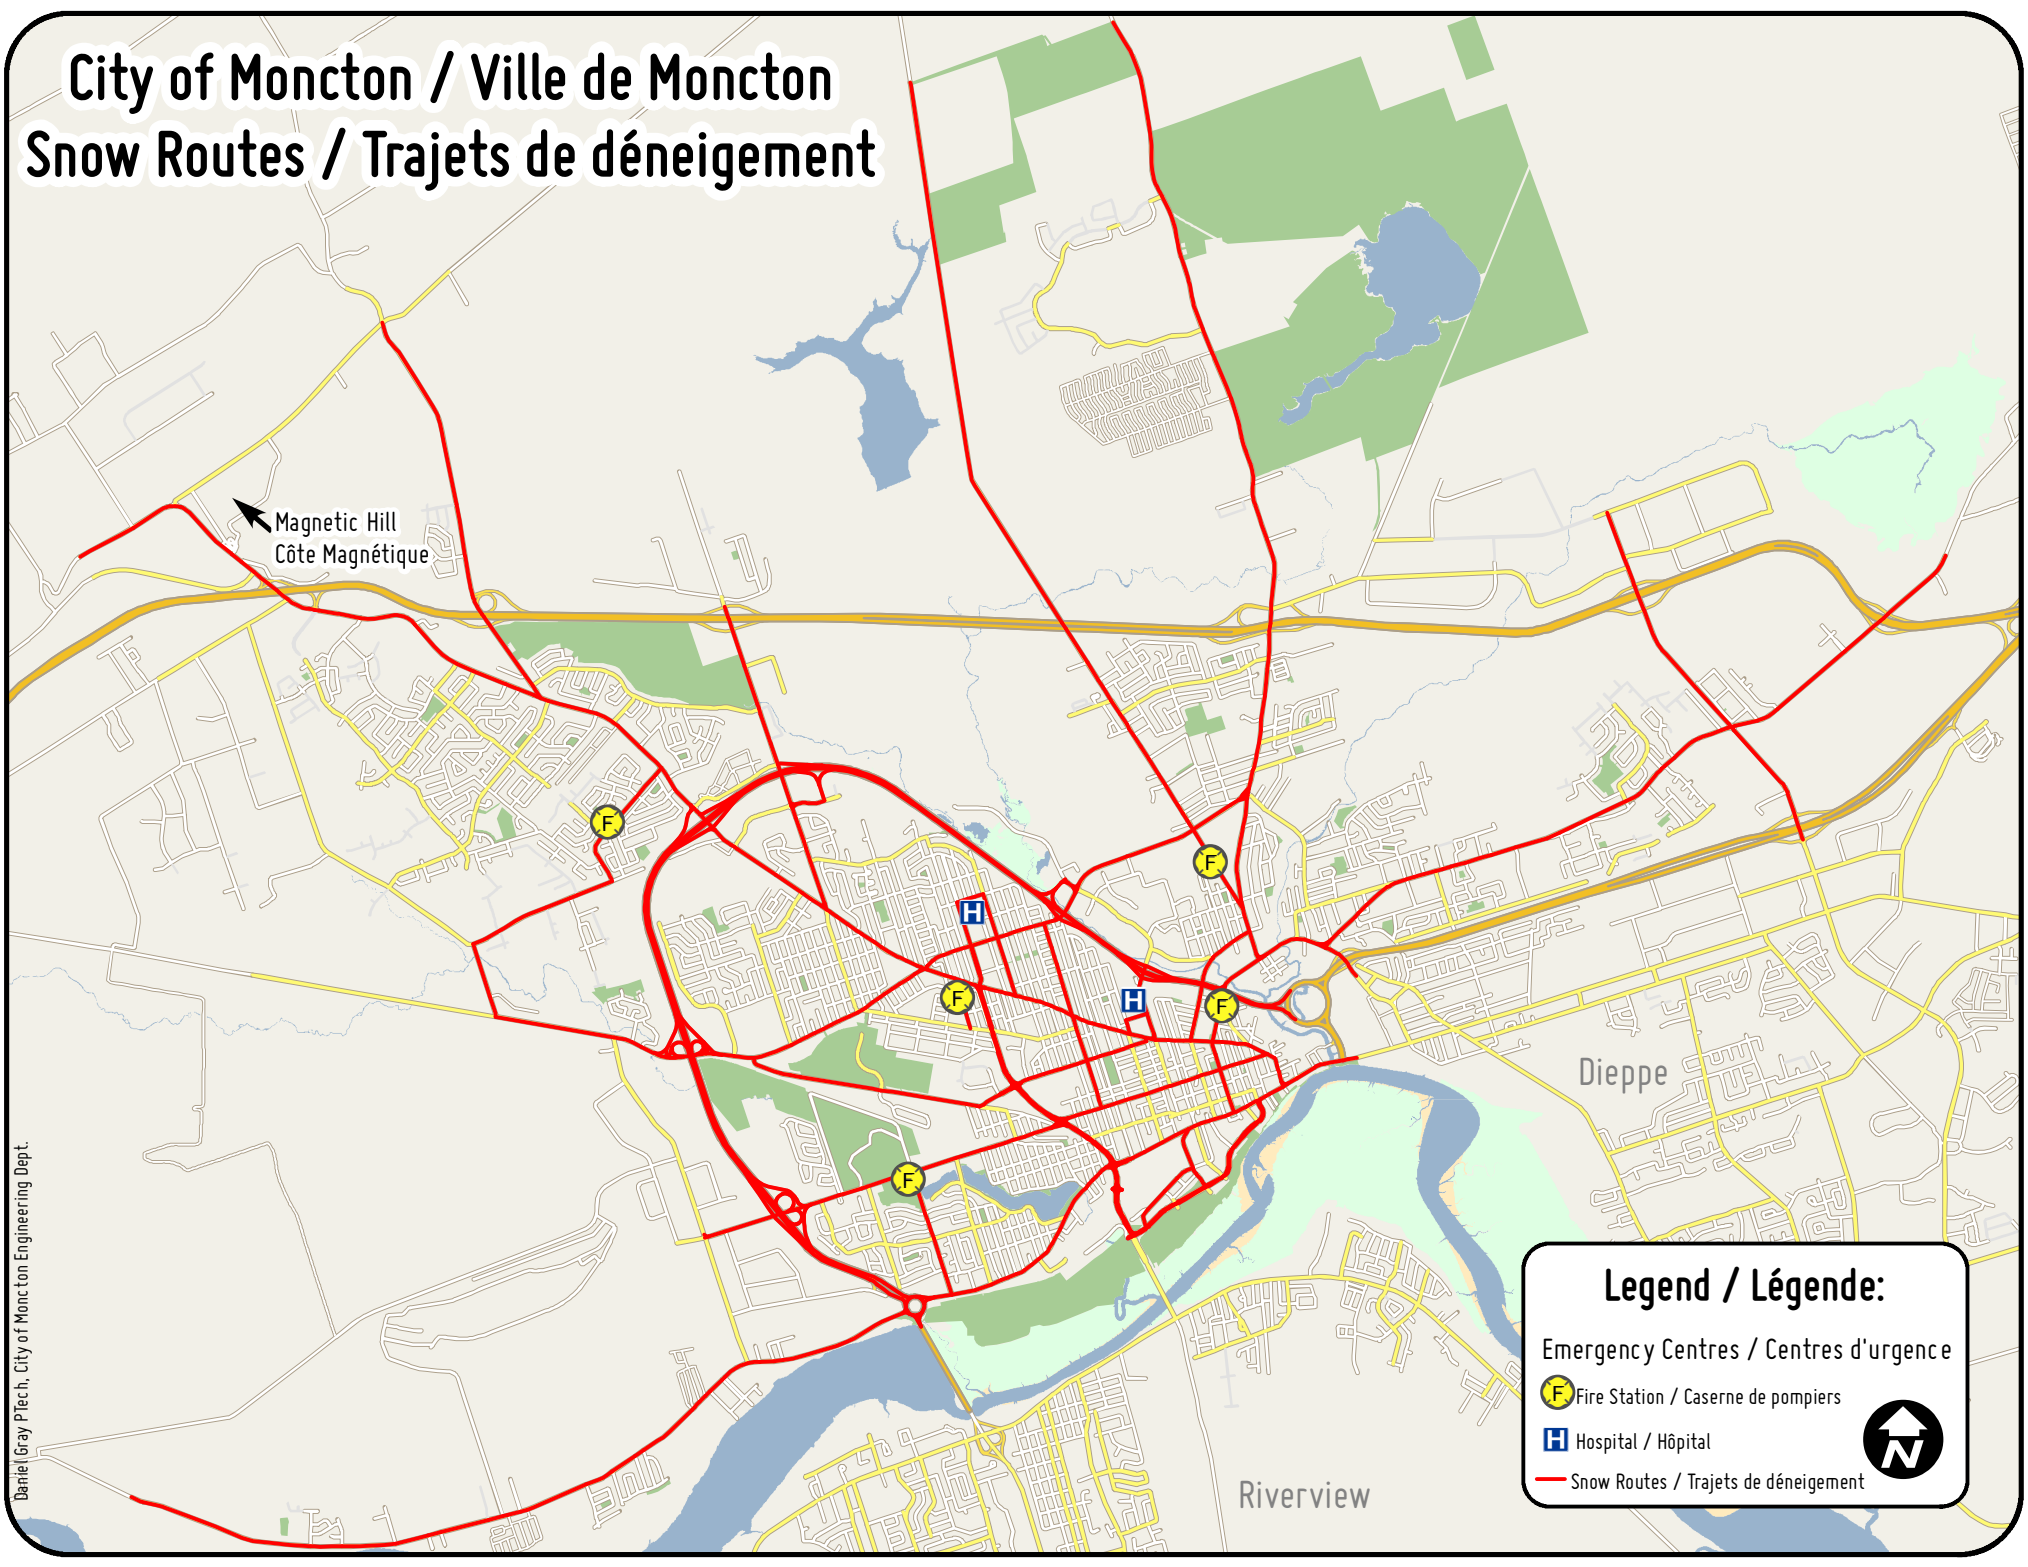 City of Moncton / Ville de Moncton
Snow Routes / Trajets de déneigement
Magnetic Hill
Côte Magnétique
F
F
H
F
H
F
F
Dieppe
Riverview
Daniel Gray PTech, City of Moncton Engineering Dept.
Legend / Légende:
Emergency Centres / Centres d'urgence
F Fire Station / Caserne de pompiers
H Hospital / Hôpital
Snow Routes / Trajets de déneigement
N